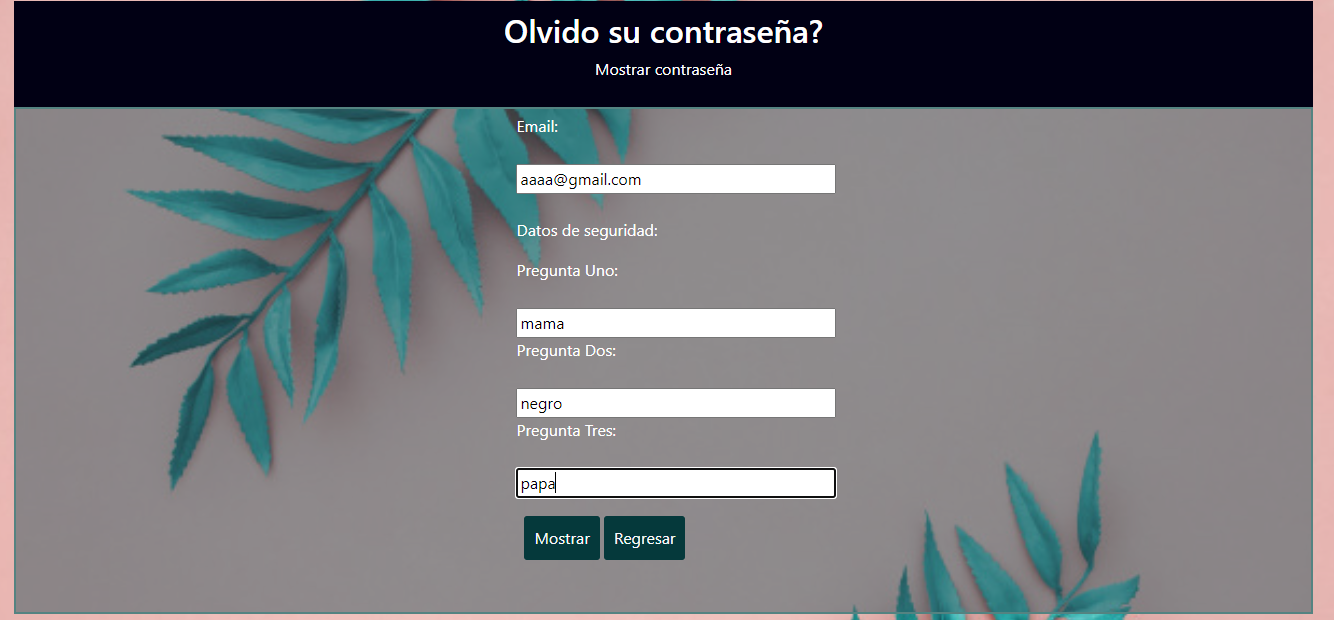 Olvido su contraseña?
Mostrar contraseña
Email:
aaaa@gmail.com
Datos de seguridad:
Pregunta Uno:
mama
Pregunta Dos:
negro
Pregunta Tres:
papa
Mostrar Regresar